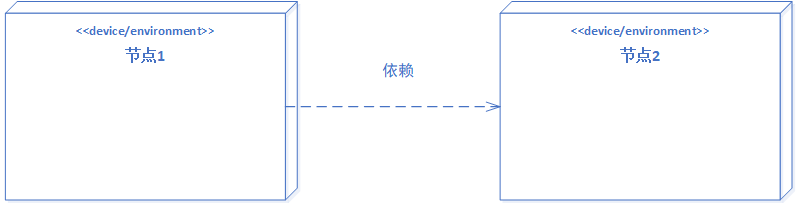 <<device/environment>>
节点1
依赖
<<device/environment>>
节点2